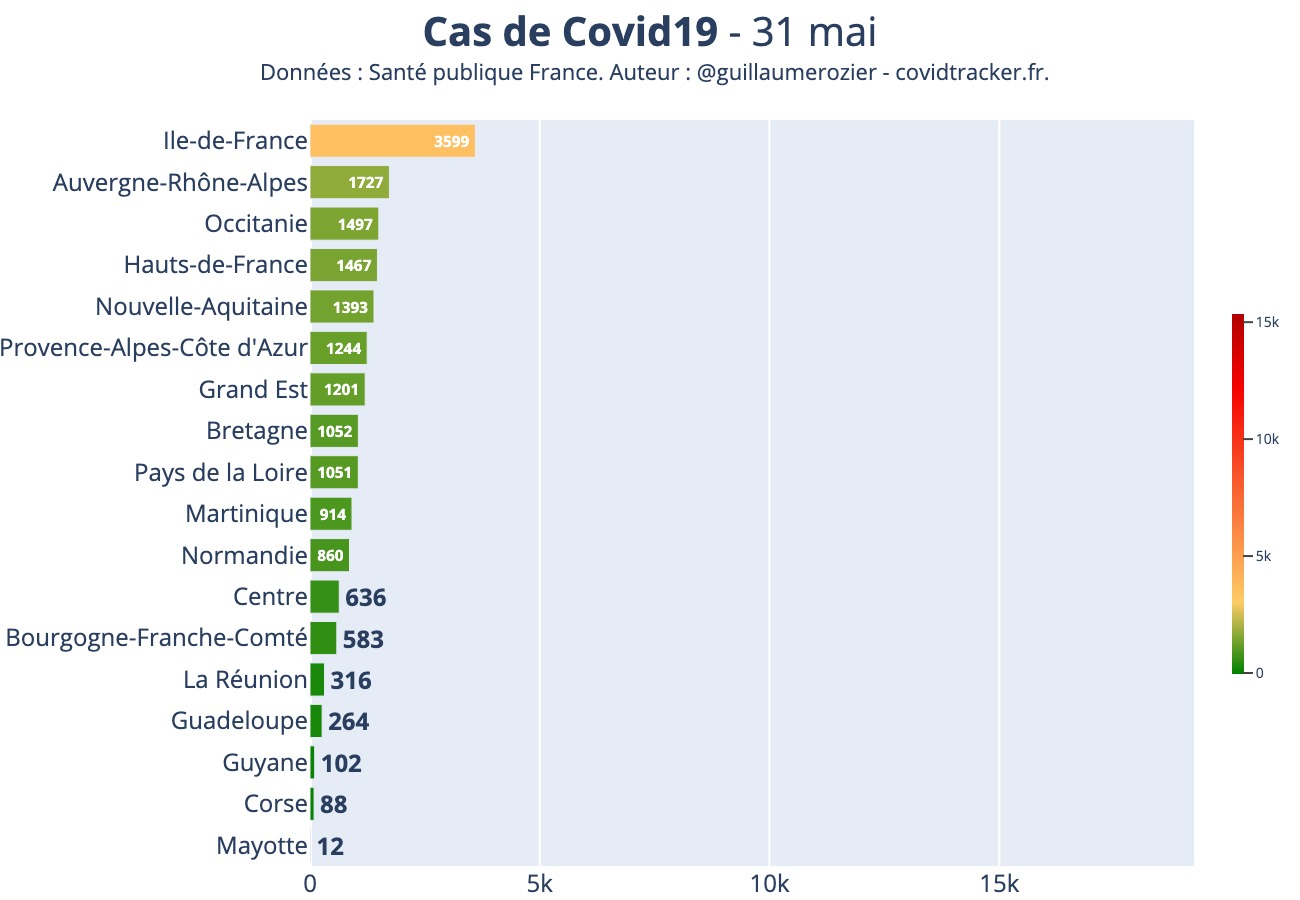 Cas de Covid19 - 31 mai
Données : Santé publique France. Auteur : @guillaumerozier - covidtracker.fr.
Ile-de-France 3599
Auvergne-Rhône-Alpes 1727
Occitanie 1497
Hauts-de-France 1467
Nouvelle-Aquitaine 1393
Provence-Alpes-Côte d'Azur 1244
Grand Est 1201
Bretagne 1052
Pays de la Loire 1051
Martinique 914
Normandie 860
Centre 636
Bourgogne-Franche-Comté 583
La Réunion 316
Guadeloupe 264
Guyane 102
Corse 88
Mayotte 12
0 5k 10k 15k
15k
10k
5k
0